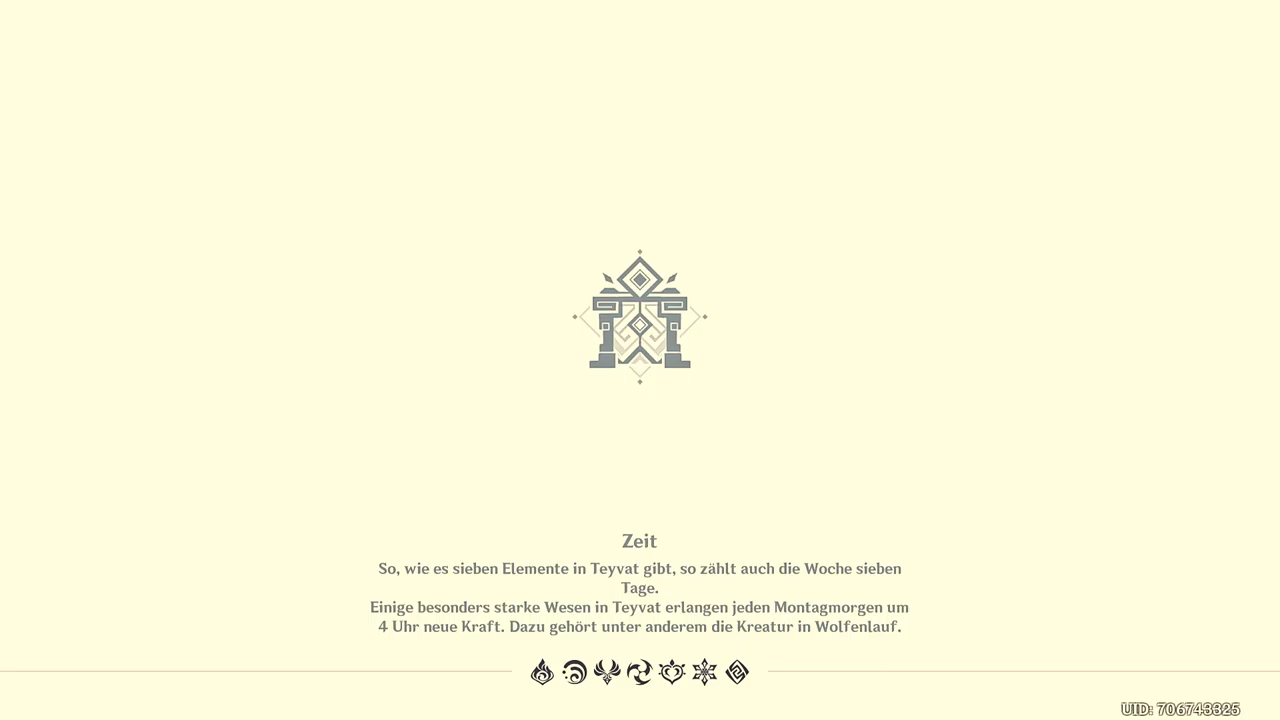 Zeit
So, wie es sieben Elemente in Teyvat gibt, so zählt auch die Woche sieben
Tage.
Einige besonders starke Wesen in Teyvat erlangen jeden Montagmorgen um
4 Uhr neue Kraft. Dazu gehört unter anderem die Kreatur in Wolfenlauf.
UID: 706743325